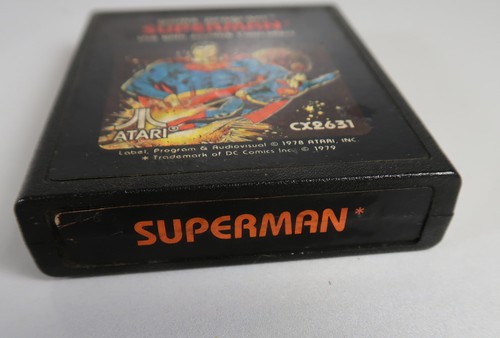 SUPERMAN
ATARI
CX2631
Label, Program & Audiovisual © 1978 ATARI, INC.
* Trademark of DC Comics Inc. © 1979
SUPERMAN*